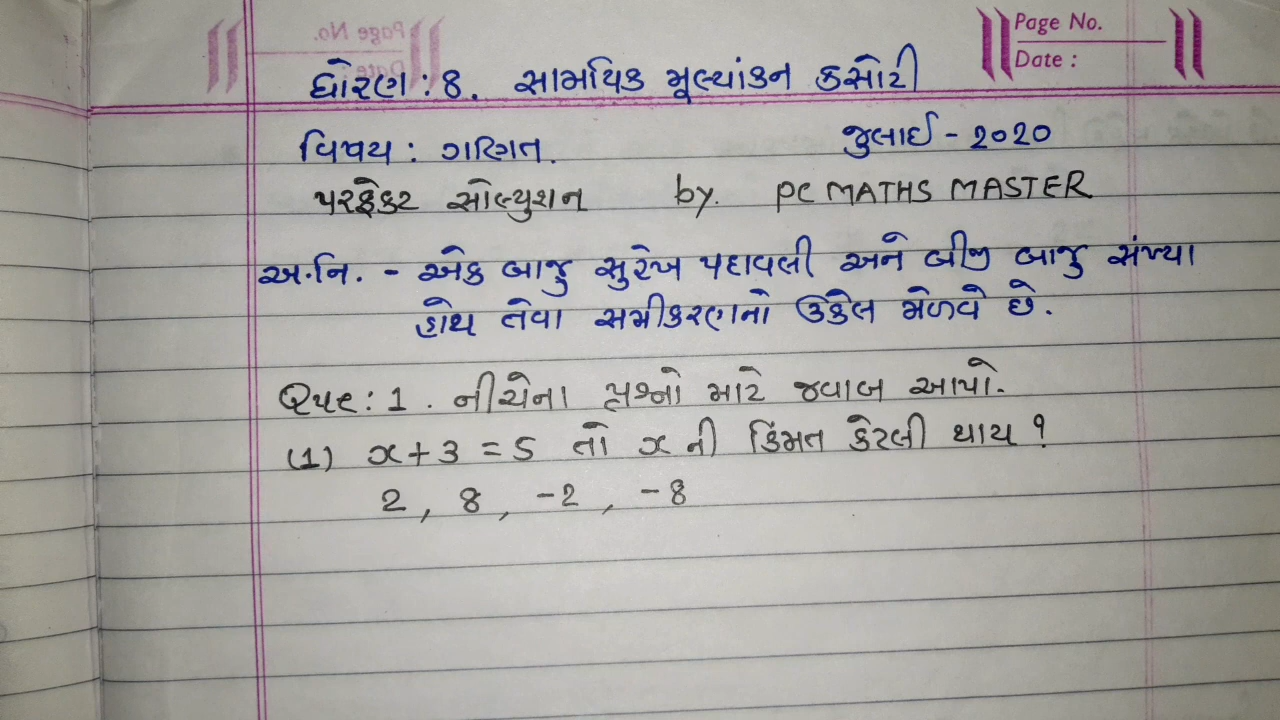 Page No.
Date :
ધોરણ : 8. સામયિક મૂલ્યાંકન કસોટી
વિષય : ગણિત. જુલાઈ - ૨૦૨૦
પરફેકટ સોલ્યુશન by. PC MATHS MASTER
અ.નિ. - એક બાજુ સુરેખ પદાવલી અને બીજી બાજુ સંખ્યા
હોય તેવા સમીકરણનો ઉકેલ મેળવે છે.
પ્રશ્ન : 1 . નીચેના પ્રશ્નો માટે જવાબ આપો.
(1) x + 3 = 5 તો x ની કિંમત કેટલી થાય ?
2 , 8 , -2 , -8